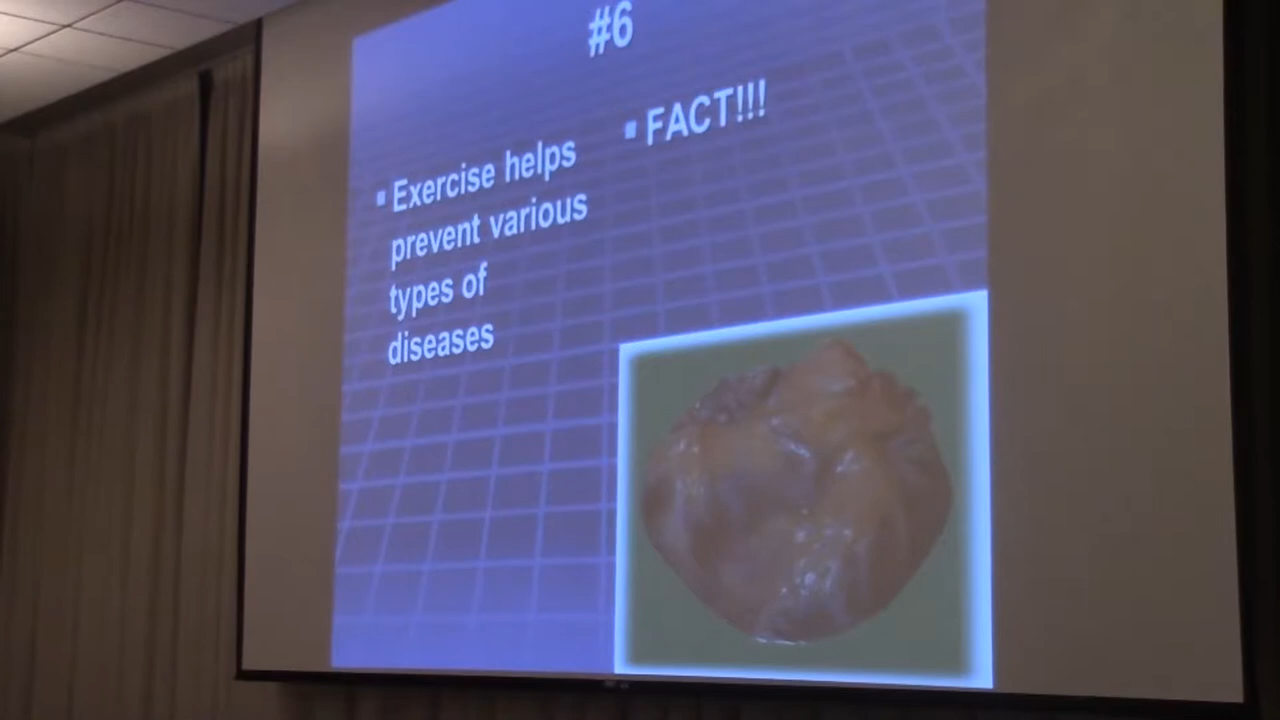 #6
▪ Exercise helps
prevent various
types of
diseases
▪ FACT!!!